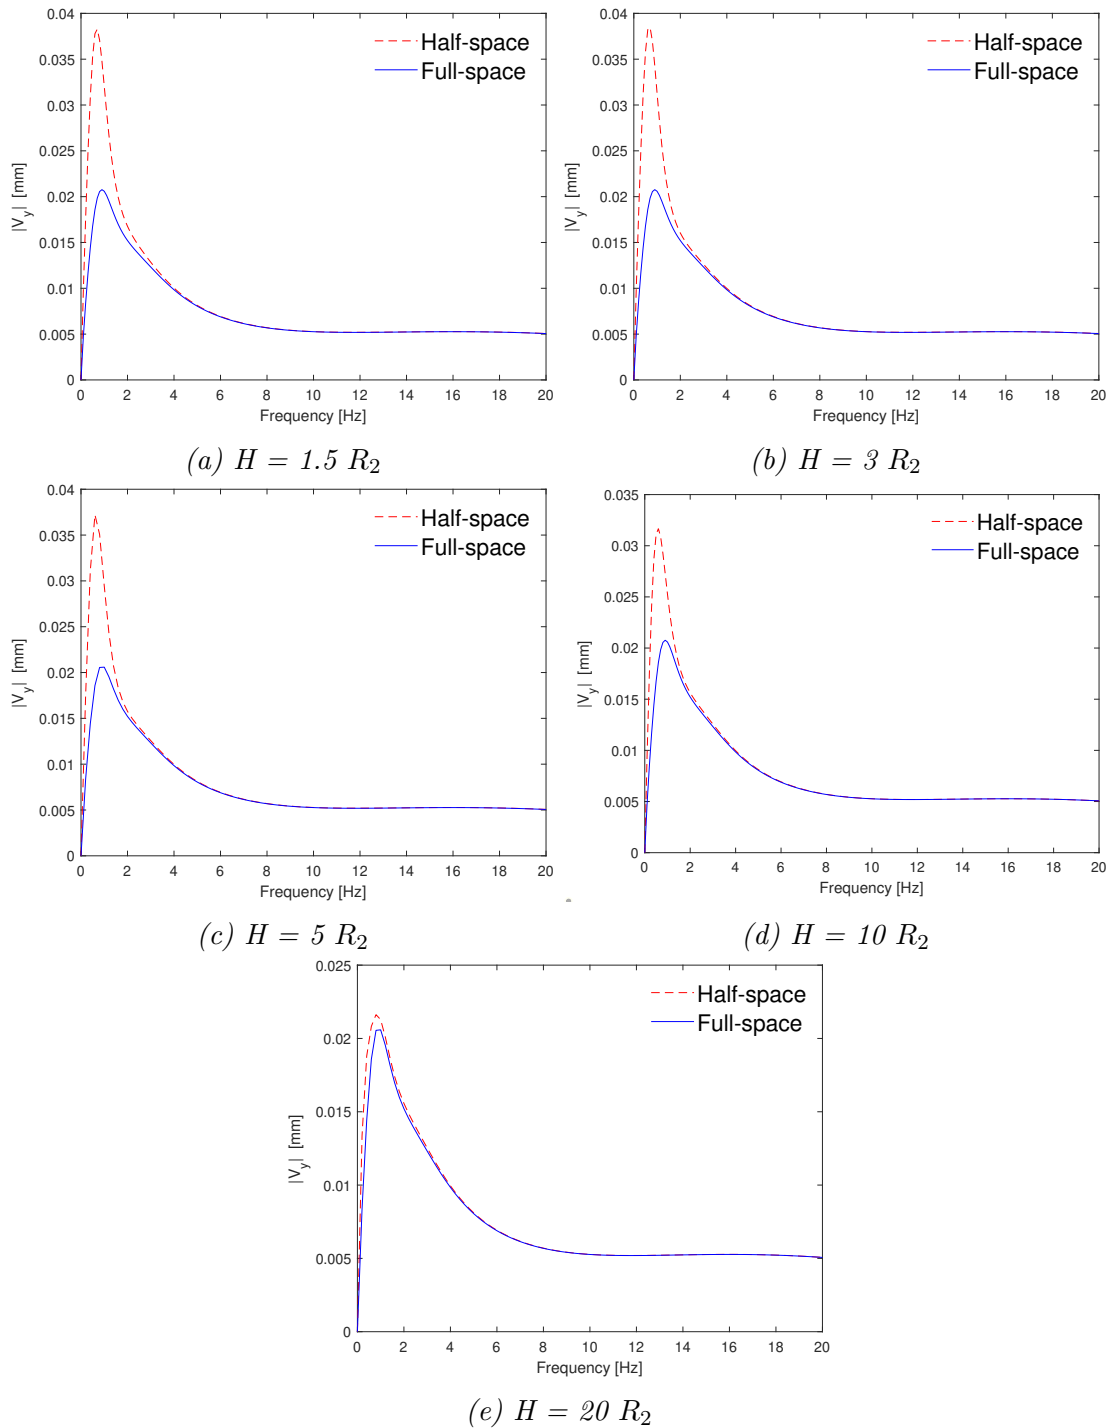 0.04
0.035
0.03
0.025
0.02
0.015
0.01
0.005
0
|V_y| [mm]
Half-space
Full-space
0 2 4 6 8 10 12 14 16 18 20
Frequency [Hz]
(a) H = 1.5 R₂
0.04
0.035
0.03
0.025
0.02
0.015
0.01
0.005
0
|V_y| [mm]
Half-space
Full-space
0 2 4 6 8 10 12 14 16 18 20
Frequency [Hz]
(b) H = 3 R₂
0.04
0.035
0.03
0.025
0.02
0.015
0.01
0.005
0
|V_y| [mm]
Half-space
Full-space
0 2 4 6 8 10 12 14 16 18 20
Frequency [Hz]
(c) H = 5 R₂
0.035
0.03
0.025
0.02
0.015
0.01
0.005
0
|V_y| [mm]
Half-space
Full-space
0 2 4 6 8 10 12 14 16 18 20
Frequency [Hz]
(d) H = 10 R₂
0.025
0.02
0.015
0.01
0.005
0
|V_y| [mm]
Half-space
Full-space
0 2 4 6 8 10 12 14 16 18 20
Frequency [Hz]
(e) H = 20 R₂